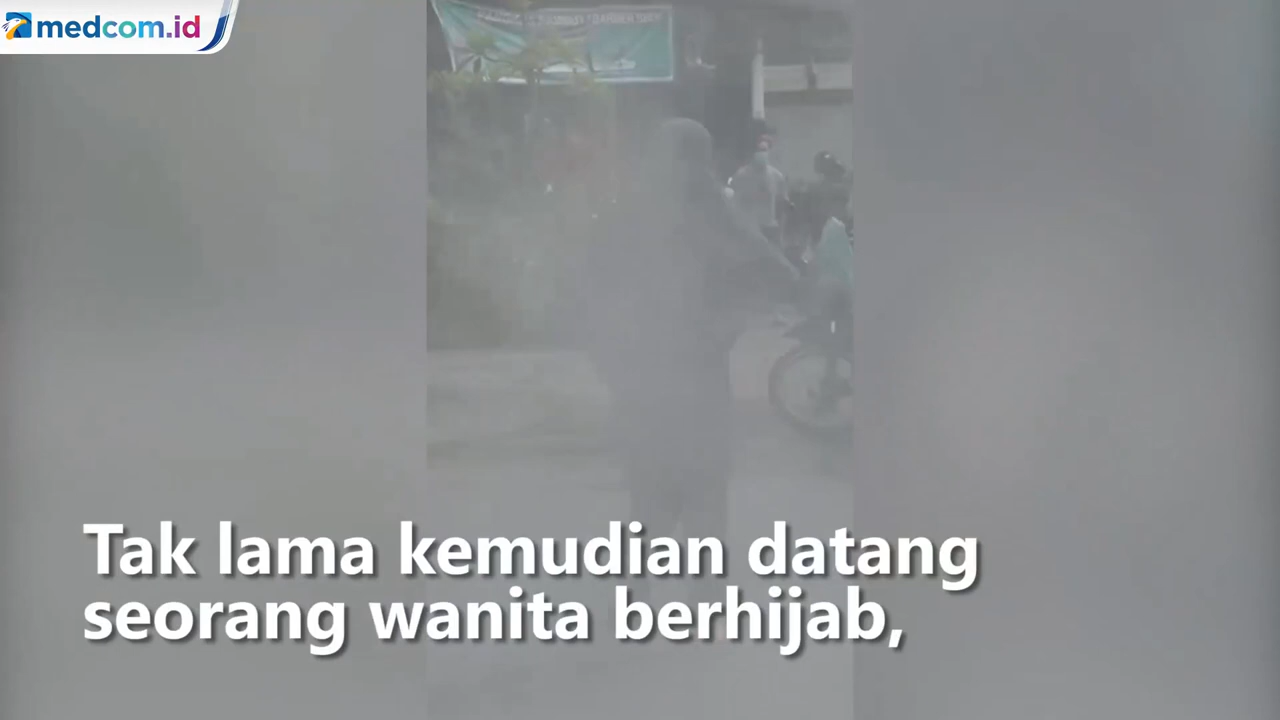 medcom.id
Tak lama kemudian datang
seorang wanita berhijab,